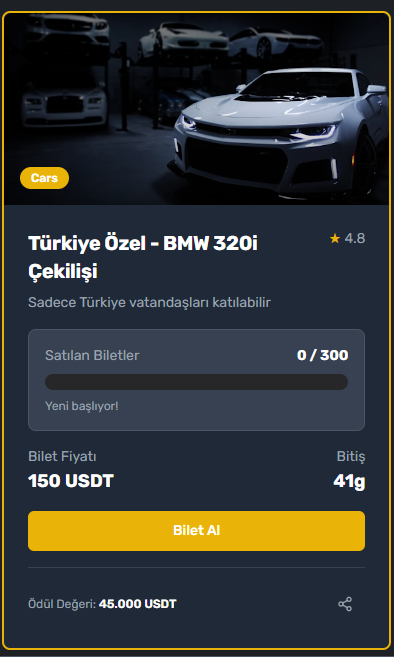 Cars
Türkiye Özel - BMW 320i
Çekilişi
★ 4.8
Sadece Türkiye vatandaşları katılabilir
Satılan Biletler
0 / 300
Yeni başlıyor!
Bilet Fiyatı
Bitiş
150 USDT
41g
Bilet Al
Ödül Değeri: 45.000 USDT